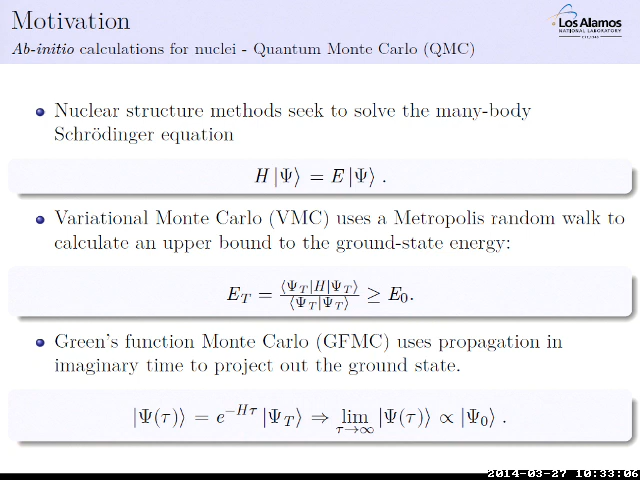 Motivation
Los Alamos
NATIONAL LABORATORY
Ab-initio calculations for nuclei - Quantum Monte Carlo (QMC)
Nuclear structure methods seek to solve the many-body
Schrödinger equation
H |Ψ⟩ = E |Ψ⟩ .
Variational Monte Carlo (VMC) uses a Metropolis random walk to
calculate an upper bound to the ground-state energy:
E_T = ⟨Ψ_T|H|Ψ_T⟩ / ⟨Ψ_T|Ψ_T⟩ ≥ E_0.
Green's function Monte Carlo (GFMC) uses propagation in
imaginary time to project out the ground state.
|Ψ(τ)⟩ = e^{−Hτ} |Ψ_T⟩ ⇒ lim_{τ→∞} |Ψ(τ)⟩ ∝ |Ψ_0⟩ .
2014-03-27 10:33:06